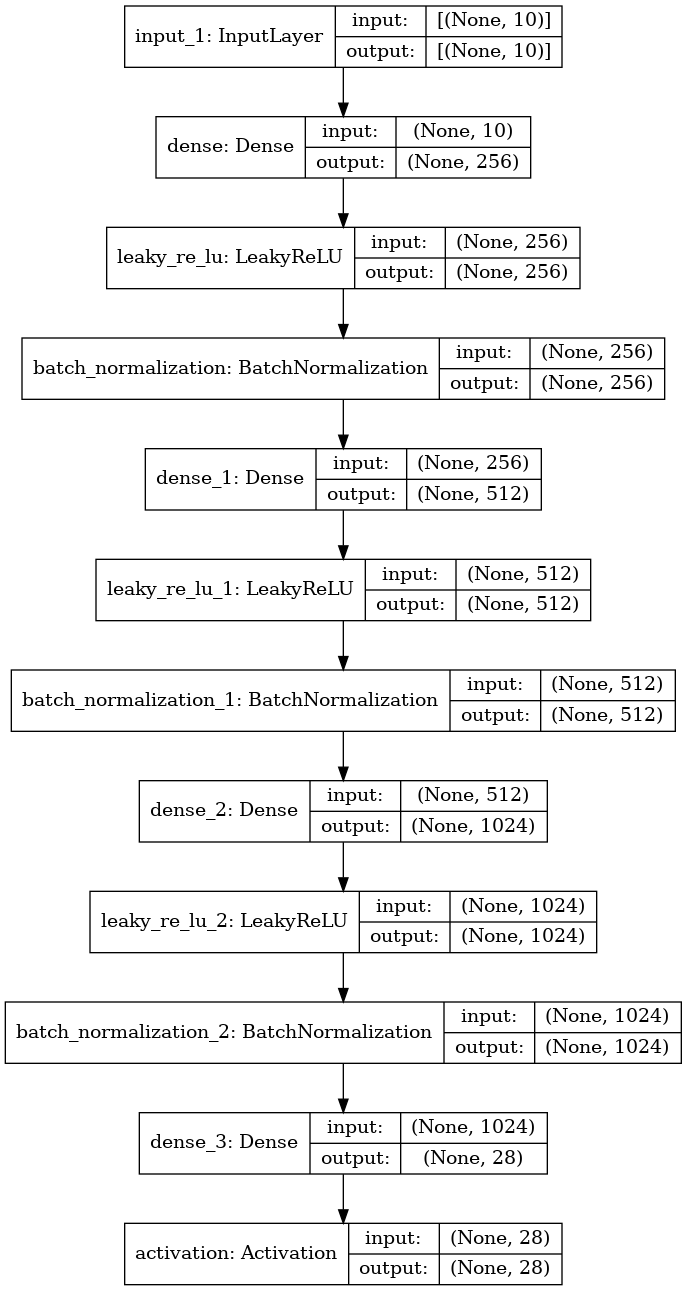 input_1: InputLayer input: [(None, 10)]
output: [(None, 10)]
dense: Dense input: (None, 10)
output: (None, 256)
leaky_re_lu: LeakyReLU input: (None, 256)
output: (None, 256)
batch_normalization: BatchNormalization input: (None, 256)
output: (None, 256)
dense_1: Dense input: (None, 256)
output: (None, 512)
leaky_re_lu_1: LeakyReLU input: (None, 512)
output: (None, 512)
batch_normalization_1: BatchNormalization input: (None, 512)
output: (None, 512)
dense_2: Dense input: (None, 512)
output: (None, 1024)
leaky_re_lu_2: LeakyReLU input: (None, 1024)
output: (None, 1024)
batch_normalization_2: BatchNormalization input: (None, 1024)
output: (None, 1024)
dense_3: Dense input: (None, 1024)
output: (None, 28)
activation: Activation input: (None, 28)
output: (None, 28)